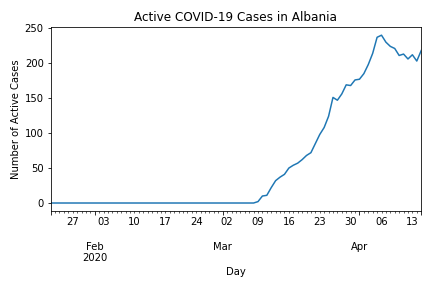 Active COVID-19 Cases in Albania
250
200
150
100
50
0
Number of Active Cases
27 03 10 17 24 02 09 16 23 30 06 13
Feb Mar Apr
2020
Day